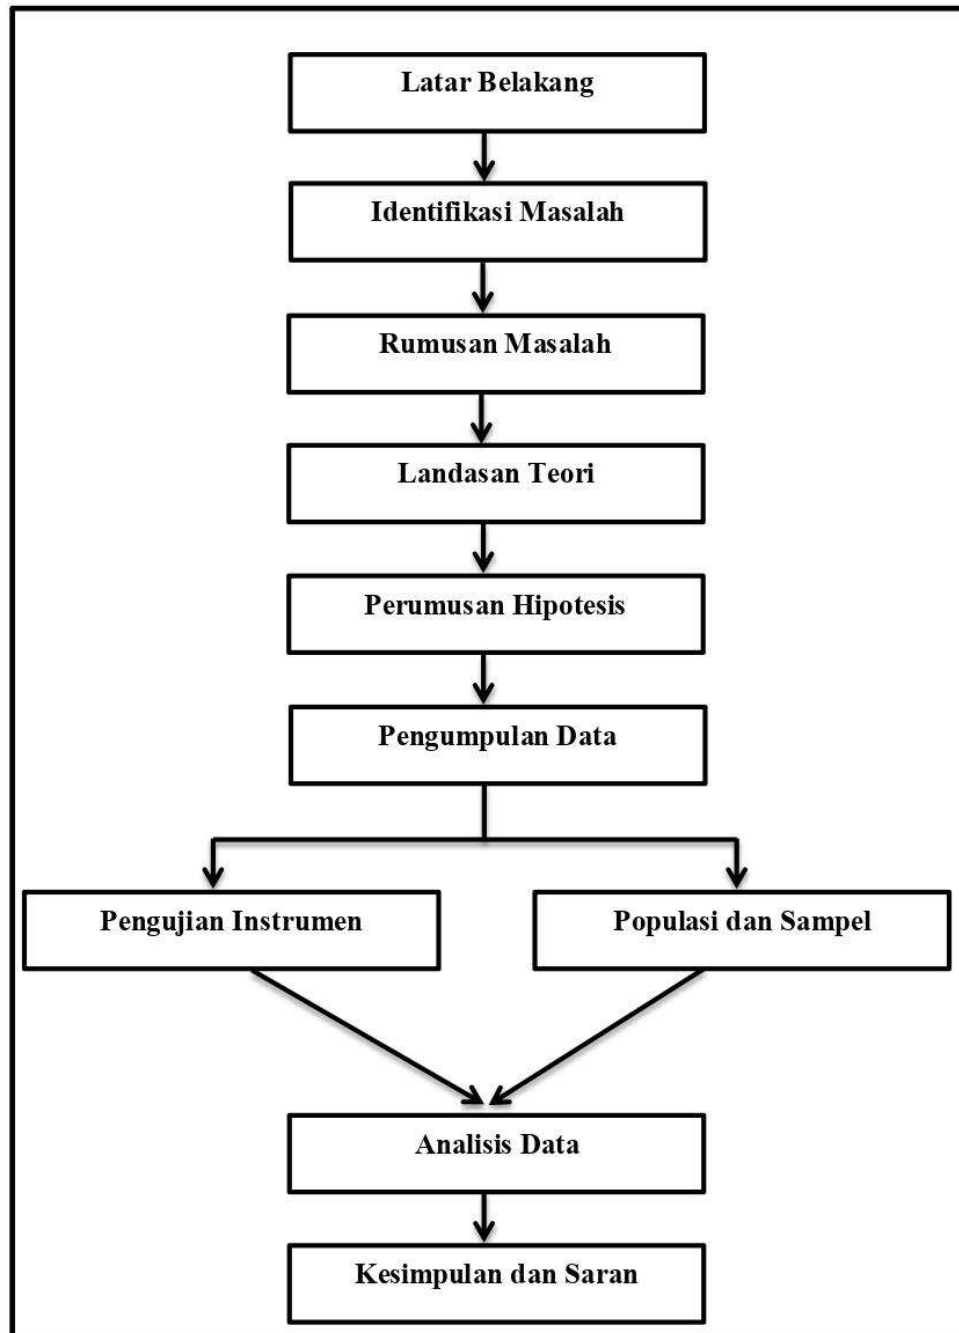 Latar Belakang
Identifikasi Masalah
Rumusan Masalah
Landasan Teori
Perumusan Hipotesis
Pengumpulan Data
Pengujian Instrumen
Populasi dan Sampel
Analisis Data
Kesimpulan dan Saran